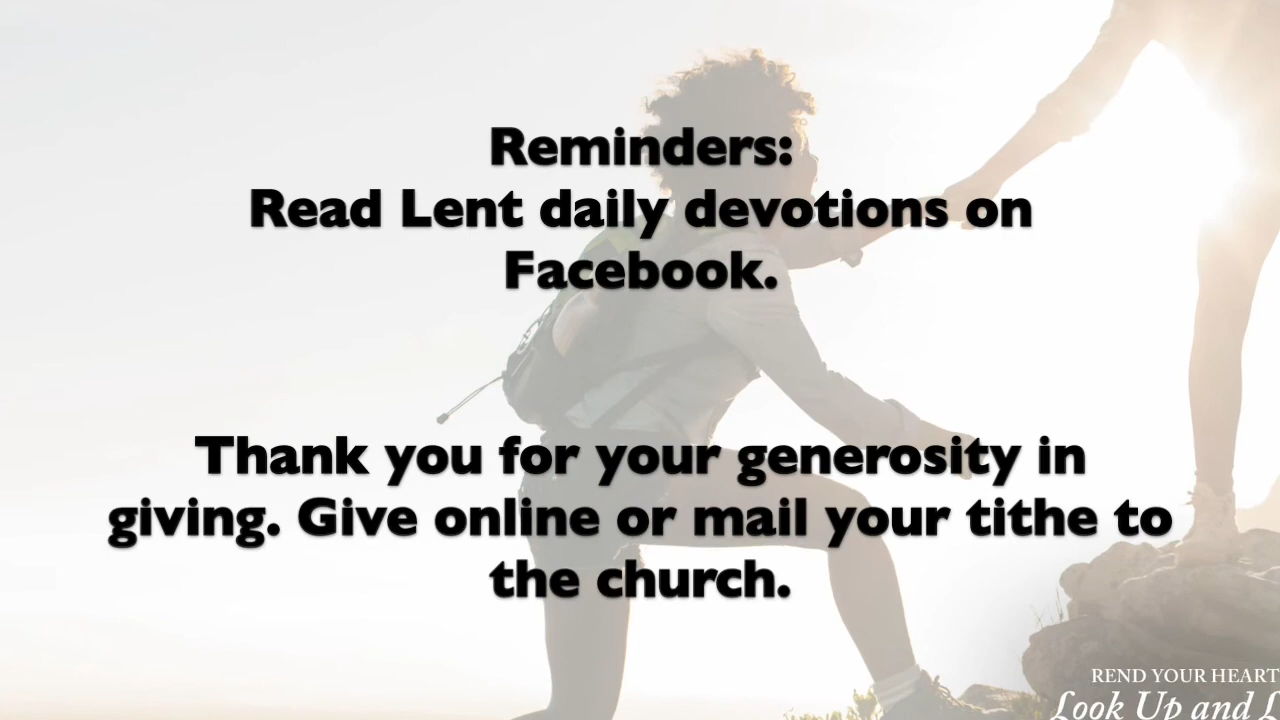 Reminders:
Read Lent daily devotions on
Facebook.
Thank you for your generosity in
giving. Give online or mail your tithe to
the church.
REND YOUR HEART
Look Up and L